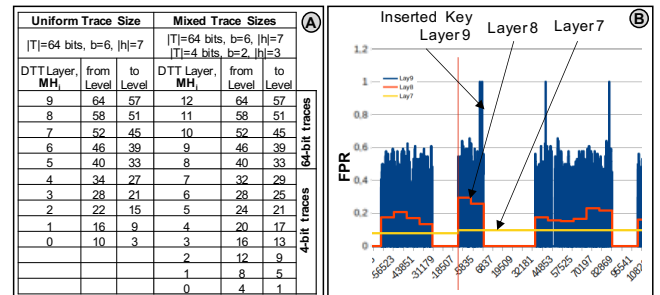 Uniform Trace Size Mixed Trace Sizes A
|T|=64 bits, b=6, |h|=7 |T|=64 bits, b=6, |h|=7
|T|=4 bits, b=2, |h|=3
DTT Layer, MHi from Level to Level DTT Layer, MHi from Level to Level
9 64 57 12 64 57
8 58 51 11 58 51
7 52 45 10 52 45
6 46 39 9 46 39
5 40 33 8 40 33
4 34 27 7 32 29
3 28 21 6 28 25
2 22 15 5 24 21
1 16 9 4 20 17
0 10 3 3 16 13
2 12 9
1 8 5
0 4 1
64-bit traces
4-bit traces
B
Inserted Key
Layer9 Layer8 Layer7
1,2
1
0,8
0,6
0,4
0,2
0
FPR
Lay9
Lay8
Lay7
-56523 -43851 -31179 -18507 -5835 6837 19509 32181 44853 57525 70197 82869 95541